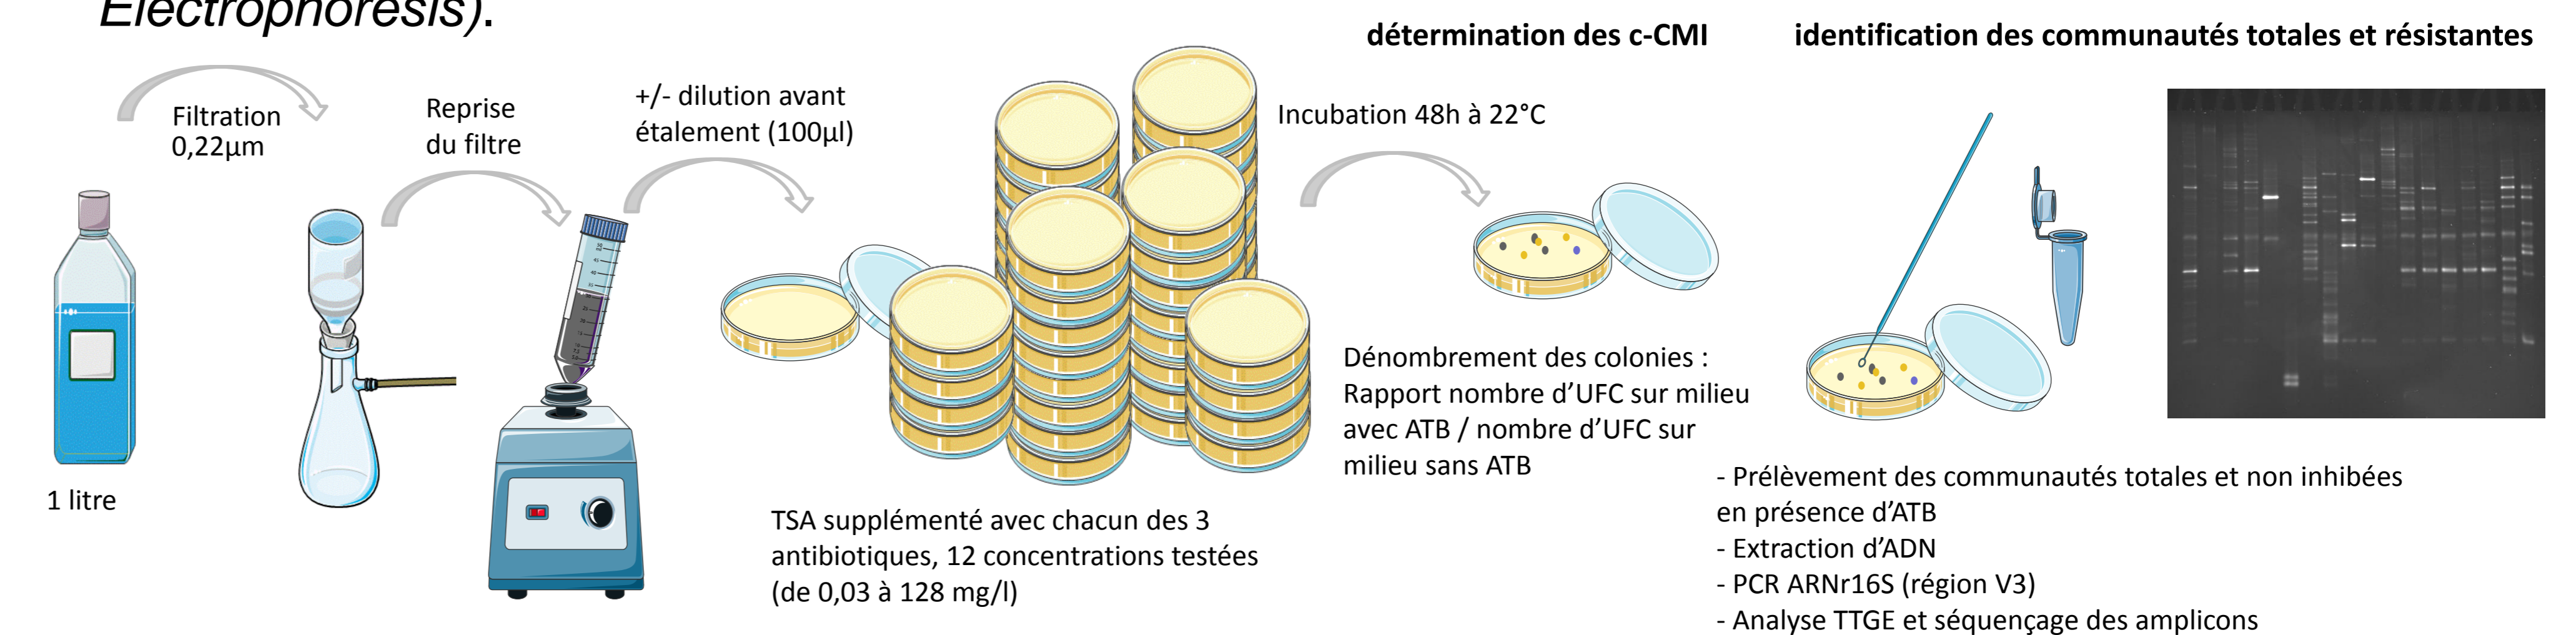 Electrophoresis).
détermination des c-CMI
identification des communautés totales et résistantes
Filtration
0,22µm
Reprise
du filtre
+/- dilution avant
étalement (100µl)
Incubation 48h à 22°C
1 litre
TSA supplémenté avec chacun des 3
antibiotiques, 12 concentrations testées
(de 0,03 à 128 mg/l)
Dénombrement des colonies :
Rapport nombre d’UFC sur milieu
avec ATB / nombre d’UFC sur
milieu sans ATB
- Prélèvement des communautés totales et non inhibées
en présence d’ATB
- Extraction d’ADN
- PCR ARNr16S (région V3)
- Analyse TTGE et séquençage des amplicons